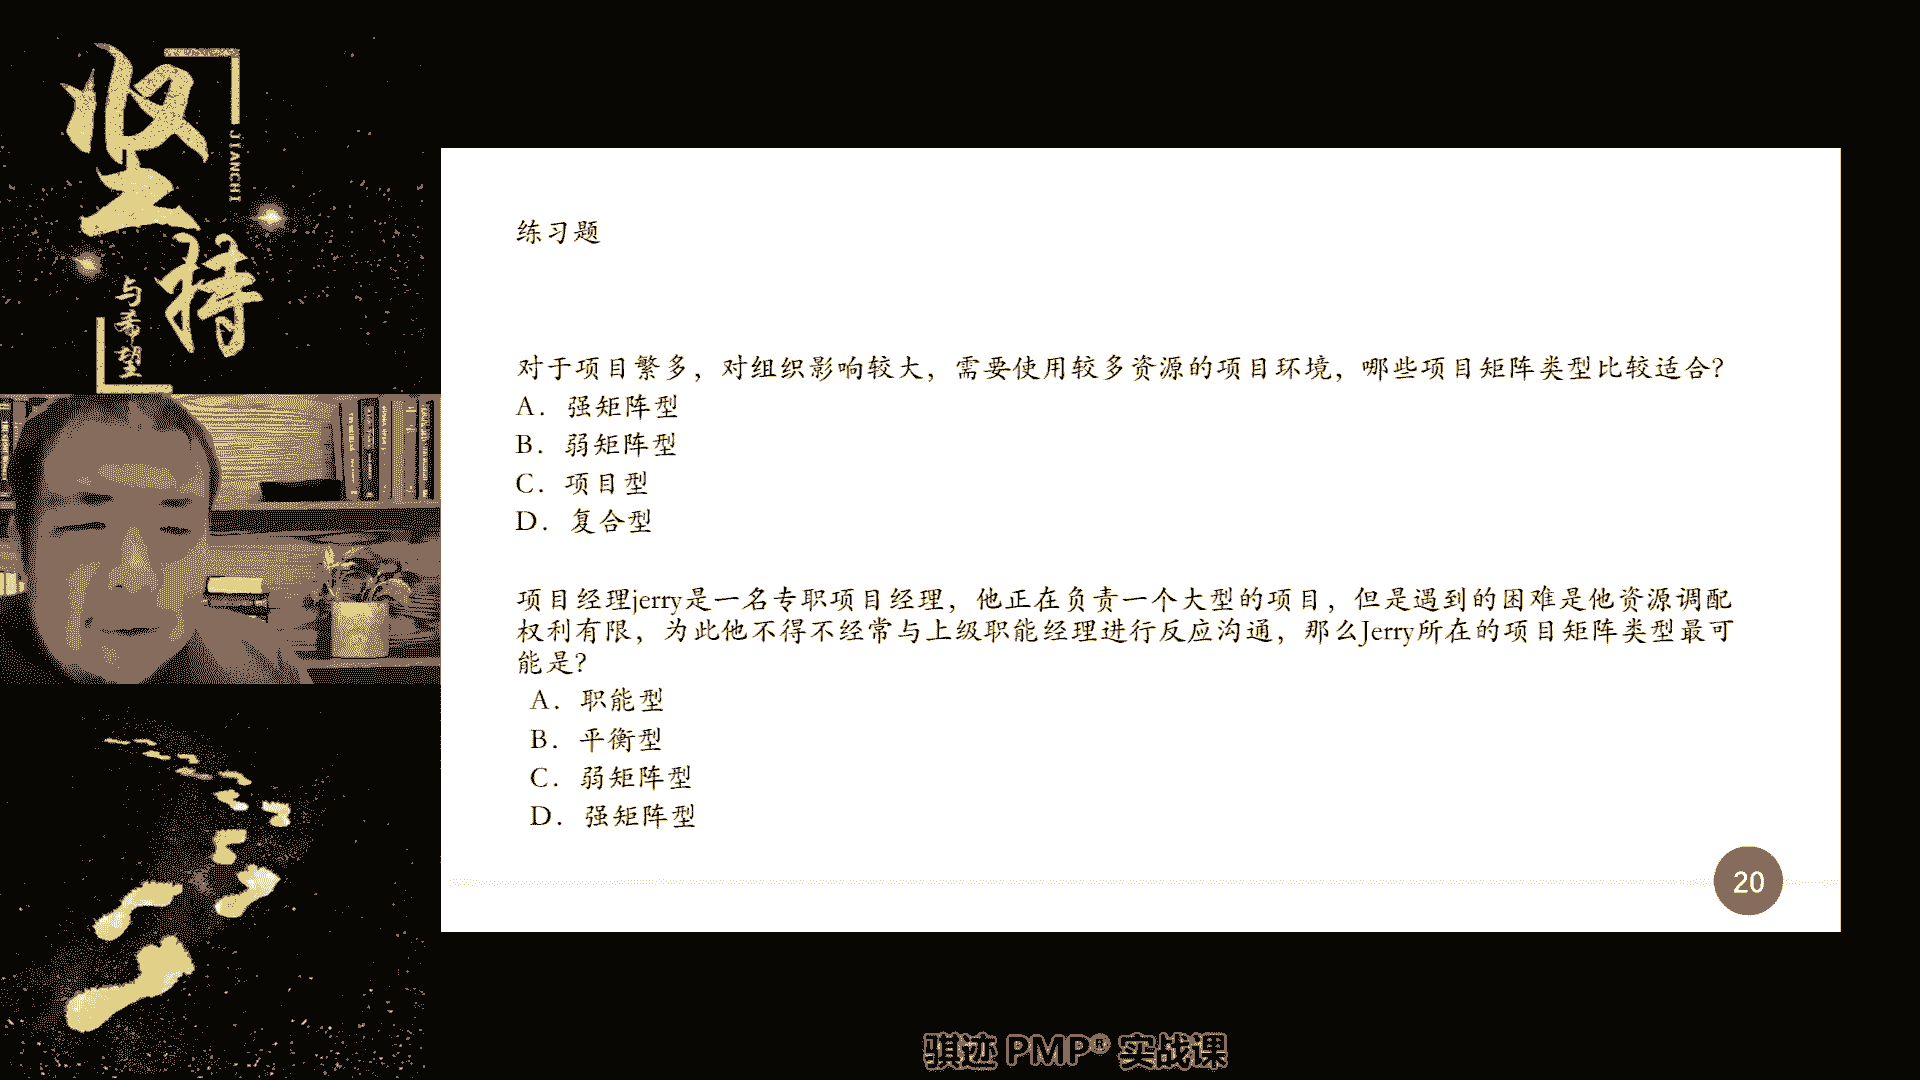 坚持
JIANCHI
与希望
练习题
对于项目繁多，对组织影响较大，需要使用较多资源的项目环境，哪些项目矩阵类型比较适合？
A．强矩阵型
B．弱矩阵型
C．项目型
D．复合型
项目经理jerry是一名专职项目经理，他正在负责一个大型的项目，但是遇到的困难是他资源调配
权利有限，为此他不得不经常与上级职能经理进行反应沟通，那么Jerry所在的项目矩阵类型最可
能是？
A．职能型
B．平衡型
C．弱矩阵型
D．强矩阵型
20
骐迹 PMP® 实战课